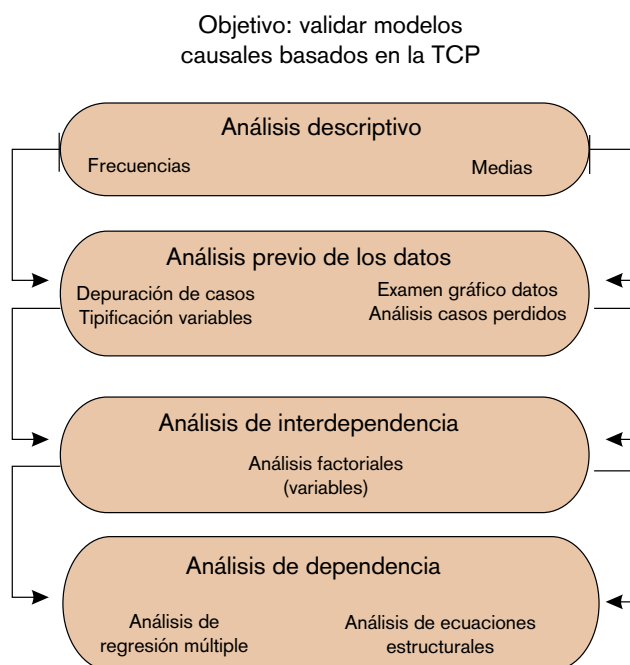 Objetivo: validar modelos
causales basados en la TCP
Análisis descriptivo
Frecuencias
Medias
Análisis previo de los datos
Depuración de casos
Tipificación variables
Examen gráfico datos
Análisis casos perdidos
Análisis de interdependencia
Análisis factoriales
(variables)
Análisis de dependencia
Análisis de
regresión múltiple
Análisis de ecuaciones
estructurales